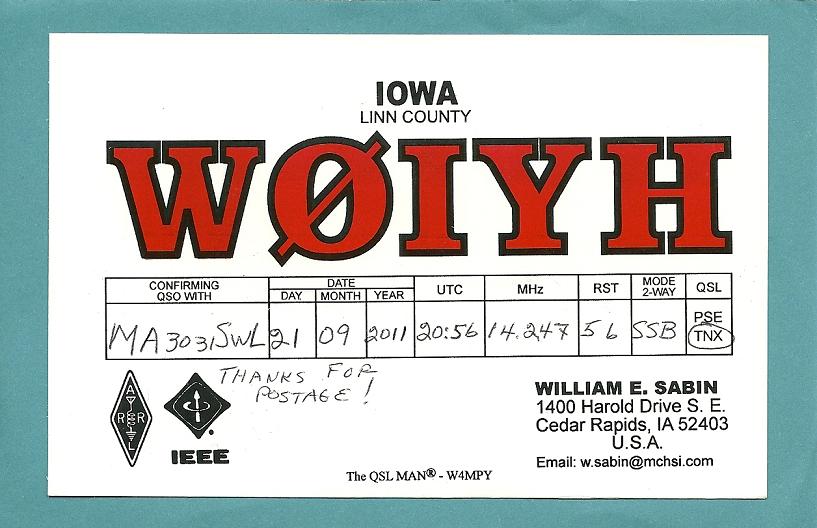 IOWA
LINN COUNTY
WØIYH
CONFIRMING QSO WITH DATE DAY MONTH YEAR UTC MHz RST MODE 2-WAY QSL
MA3031SWL 21 09 2011 20:56 14.247 56 SSB PSE TNX
THANKS FOR
POSTAGE!
ARRL
IEEE
WILLIAM E. SABIN
1400 Harold Drive S. E.
Cedar Rapids, IA 52403
U.S.A.
Email: w.sabin@mchsi.com
The QSL MAN® - W4MPY